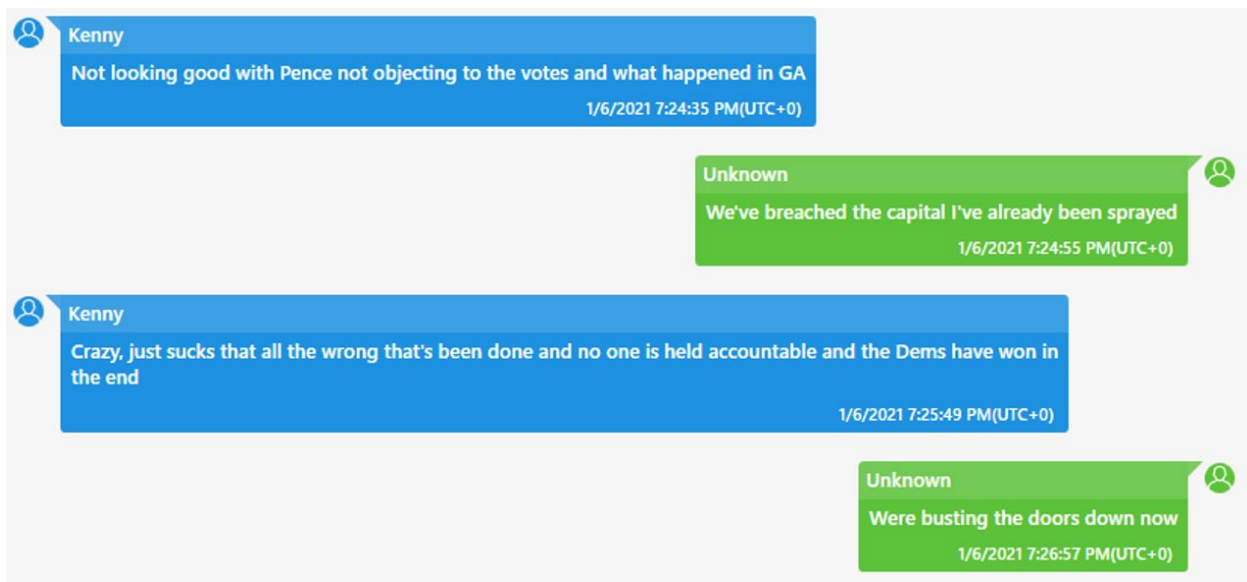 Kenny
Not looking good with Pence not objecting to the votes and what happened in GA
1/6/2021 7:24:35 PM(UTC+0)
Unknown
We've breached the capital I've already been sprayed
1/6/2021 7:24:55 PM(UTC+0)
Kenny
Crazy, just sucks that all the wrong that's been done and no one is held accountable and the Dems have won in
the end
1/6/2021 7:25:49 PM(UTC+0)
Unknown
Were busting the doors down now
1/6/2021 7:26:57 PM(UTC+0)